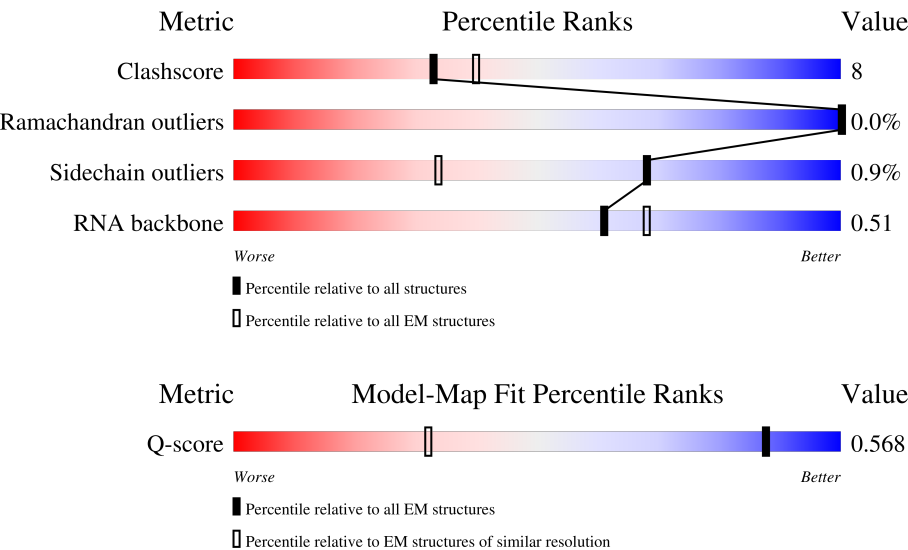 Metric Percentile Ranks Value
Clashscore 8
Ramachandran outliers 0.0%
Sidechain outliers 0.9%
RNA backbone 0.51
Worse Better
Percentile relative to all structures
Percentile relative to all EM structures
Metric Model-Map Fit Percentile Ranks Value
Q-score 0.568
Worse Better
Percentile relative to all EM structures
Percentile relative to EM structures of similar resolution